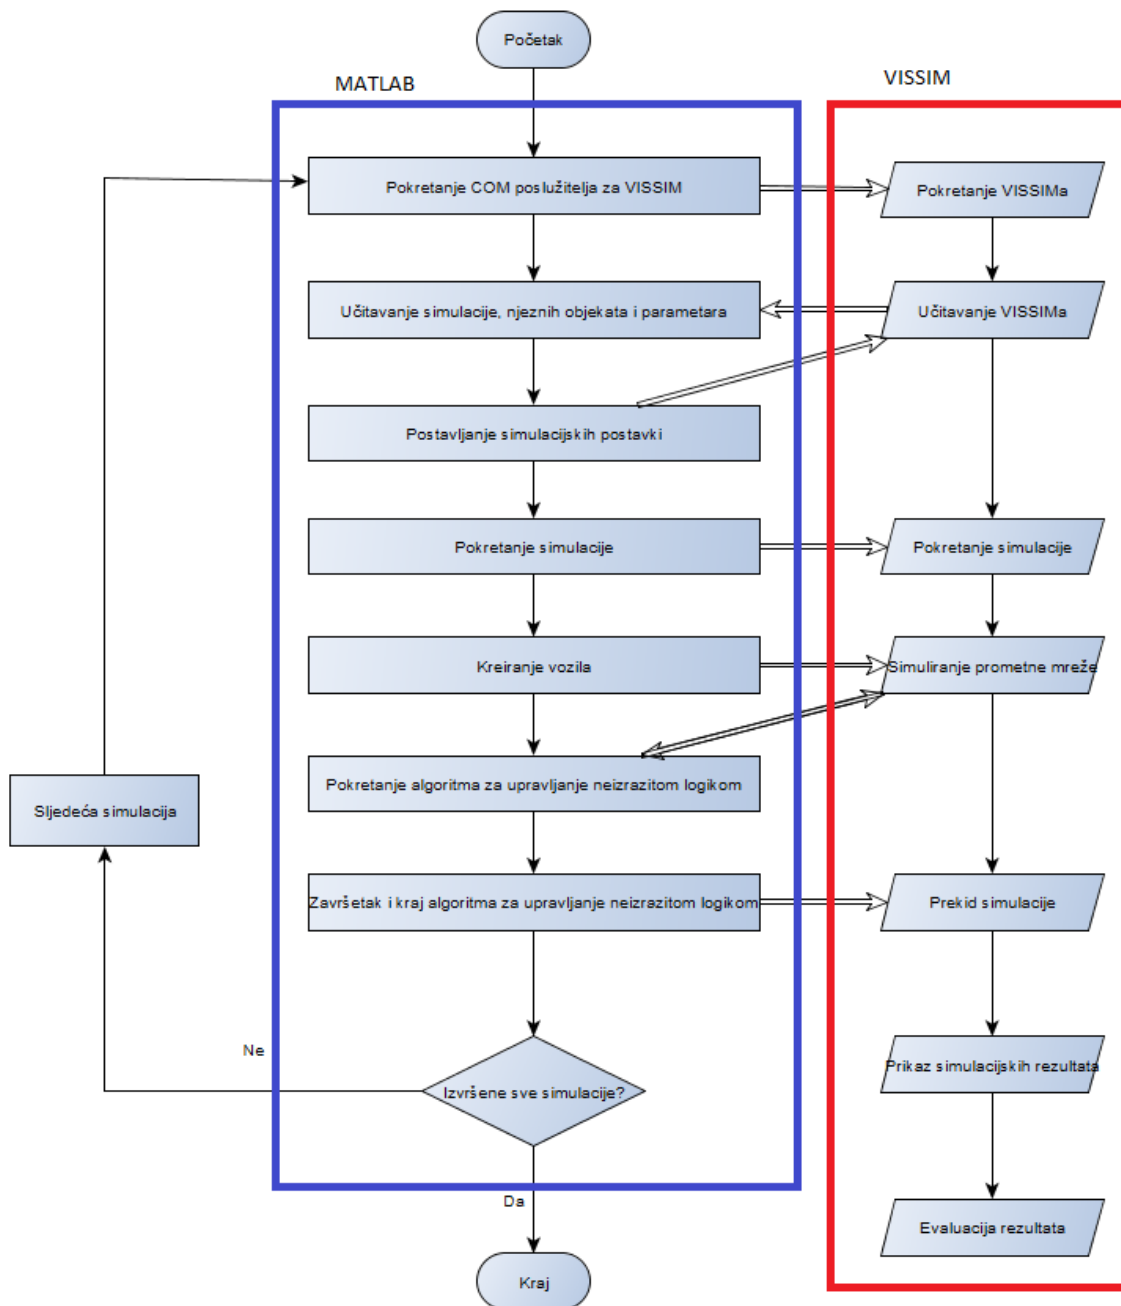 Početak
MATLAB
VISSIM
Pokretanje COM poslužitelja za VISSIM
Pokretanje VISSIMa
Učitavanje simulacije, njeznih objekata i parametara
Učitavanje VISSIMa
Postavljanje simulacijskih postavki
Pokretanje simulacije
Pokretanje simulacije
Kreiranje vozila
Simuliranje prometne mreže
Pokretanje algoritma za upravljanje neizrazitom logikom
Sljedeća simulacija
Završetak i kraj algoritma za upravljanje neizrazitom logikom
Prekid simulacije
Ne
Prikaz simulacijskih rezultata
Izvršene sve simulacije?
Da
Evaluacija rezultata
Kraj